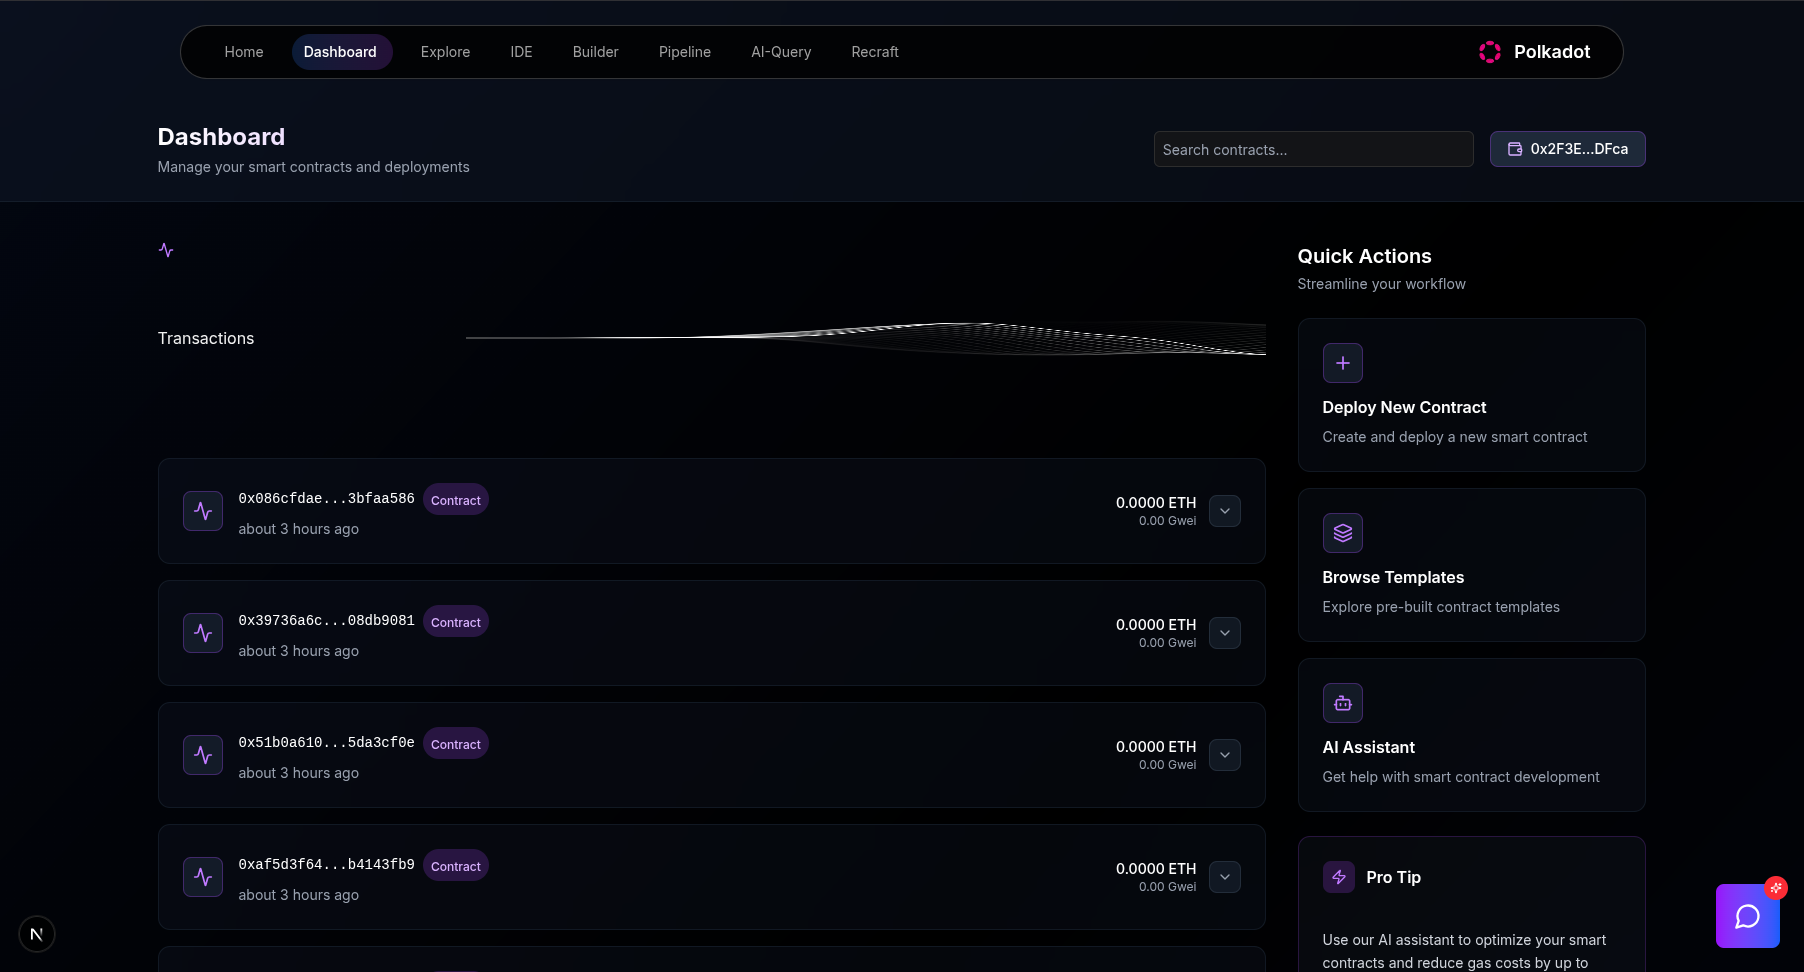 Home
Dashboard
Explore
IDE
Builder
Pipeline
AI-Query
Recraft
Polkadot
Dashboard
Manage your smart contracts and deployments
Search contracts...
0x2F3E...DFca
Transactions
0x086cfdae...3bfaa586
Contract
about 3 hours ago
0.0000 ETH
0.00 Gwei
0x39736a6c...08db9081
Contract
about 3 hours ago
0.0000 ETH
0.00 Gwei
0x51b0a610...5da3cf0e
Contract
about 3 hours ago
0.0000 ETH
0.00 Gwei
0xaf5d3f64...b4143fb9
Contract
about 3 hours ago
0.0000 ETH
0.00 Gwei
Quick Actions
Streamline your workflow
Deploy New Contract
Create and deploy a new smart contract
Browse Templates
Explore pre-built contract templates
AI Assistant
Get help with smart contract development
Pro Tip
Use our AI assistant to optimize your smart
contracts and reduce gas costs by up to
N